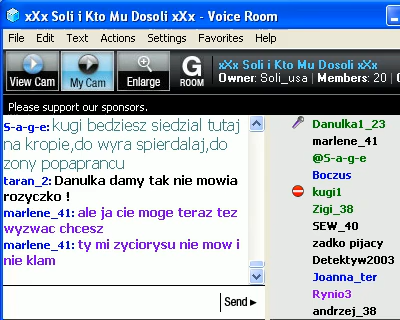 xXx Soli i Kto Mu Dosoli xXx - Voice Room
File Edit Text Actions Settings Favorites Help
View Cam My Cam Enlarge G ROOM
xXx Soli i Kto Mu Dosoli xXx
Owner: Soli_usa | Members: 20 |
Please support our sponsors.
S-a-g-e: kugi bedziesz siedzial tutaj
na kropie,do wyra spierdalaj,do
zony popaprancu
taran_2: Danulka damy tak nie mowia
rozyczko !
marlene_41: ale ja cie moge teraz tez
wyzwac chcesz
marlene_41: ty mi zyciorysu nie mow i
nie klam
Send
Danulka1_23
marlene_41
@S-a-g-e
Boczus
kugi1
Zigi_38
SEW_40
zadko pijacy
Detektyw2003
Joanna_ter
Rynio3
andrzej_38